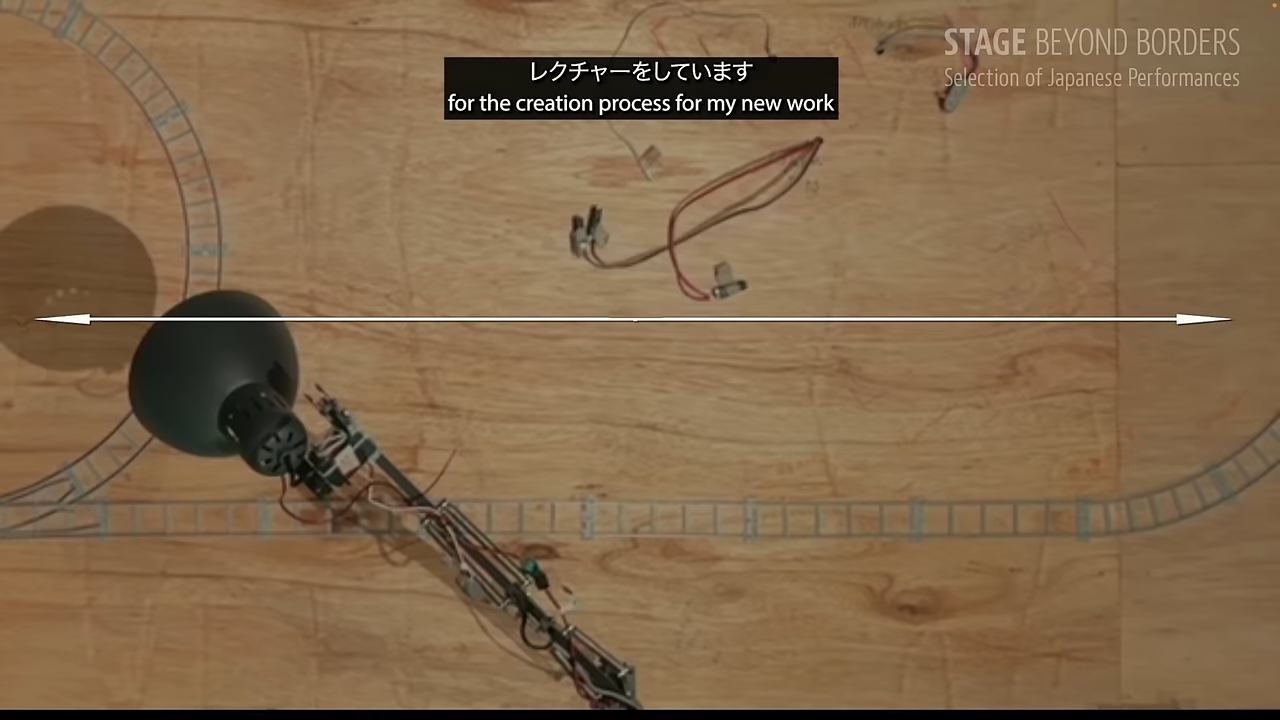 STAGE BEYOND BORDERS
Selection of Japanese Performances
レクチャーをしています
for the creation process for my new work